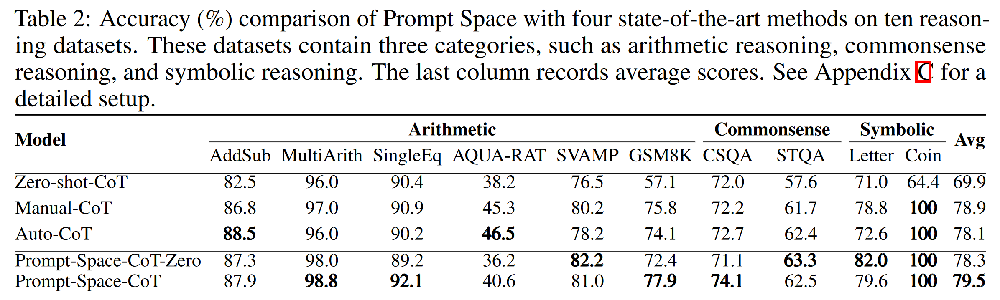 Table 2: Accuracy (%) comparison of Prompt Space with four state-of-the-art methods on ten reason-
ing datasets. These datasets contain three categories, such as arithmetic reasoning, commonsense
reasoning, and symbolic reasoning. The last column records average scores. See Appendix C for a
detailed setup.
Model Arithmetic Commonsense Symbolic Avg
AddSub MultiArith SingleEq AQUA-RAT SVAMP GSM8K CSQA STQA Letter Coin
Zero-shot-CoT 82.5 96.0 90.4 38.2 76.5 57.1 72.0 57.6 71.0 64.4 69.9
Manual-CoT 86.8 97.0 90.9 45.3 80.2 75.8 72.2 61.7 78.8 100 78.9
Auto-CoT 88.5 96.0 90.2 46.5 78.2 74.1 72.7 62.4 72.6 100 78.1
Prompt-Space-CoT-Zero 87.3 98.0 89.2 36.2 82.2 72.4 71.1 63.3 82.0 100 78.3
Prompt-Space-CoT 87.9 98.8 92.1 40.6 81.0 77.9 74.1 62.5 79.6 100 79.5